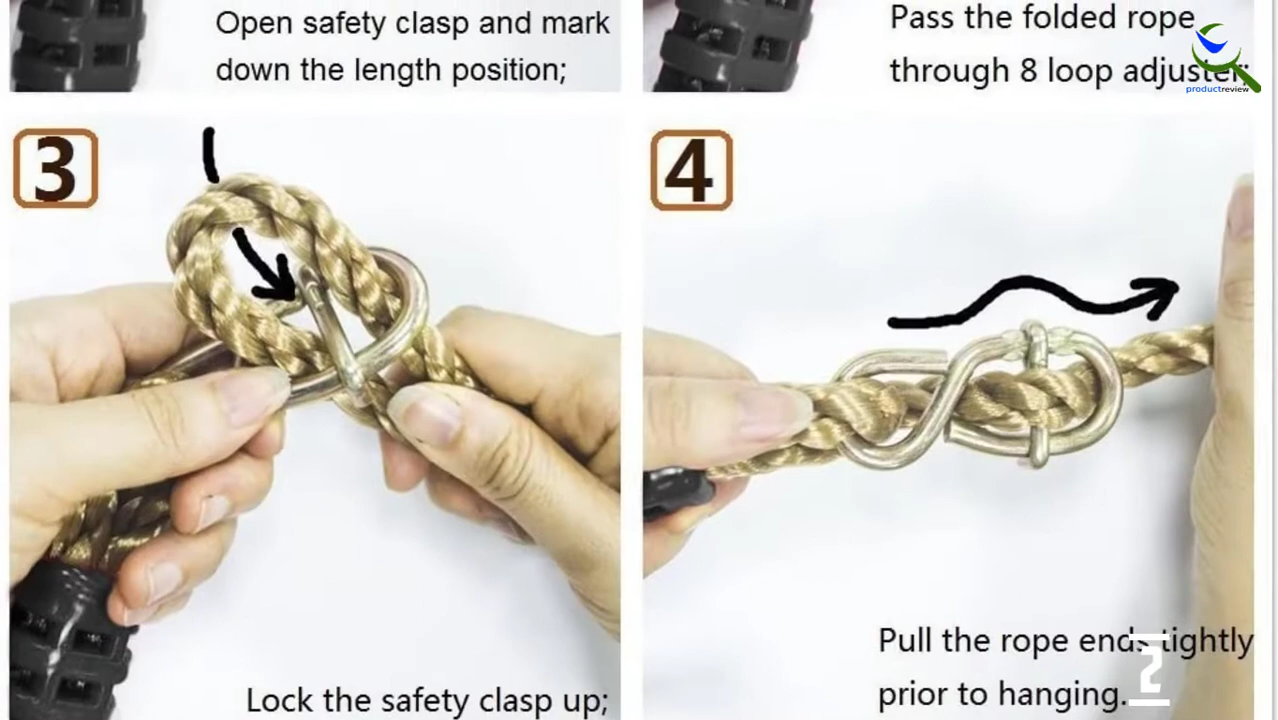 Open safety clasp and mark
down the length position;
Pass the folded rope
through 8 loop adjuster;
productreview
3
4
Lock the safety clasp up;
Pull the rope ends tightly
prior to hanging.
2